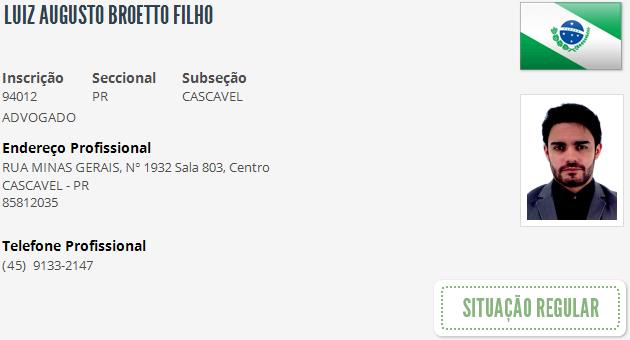 LUIZ AUGUSTO BROETTO FILHO
Inscrição Seccional Subseção
94012 PR CASCAVEL
ADVOGADO
Endereço Profissional
RUA MINAS GERAIS, Nº 1932 Sala 803, Centro
CASCAVEL - PR
85812035
Telefone Profissional
(45) 9133-2147
SITUAÇÃO REGULAR